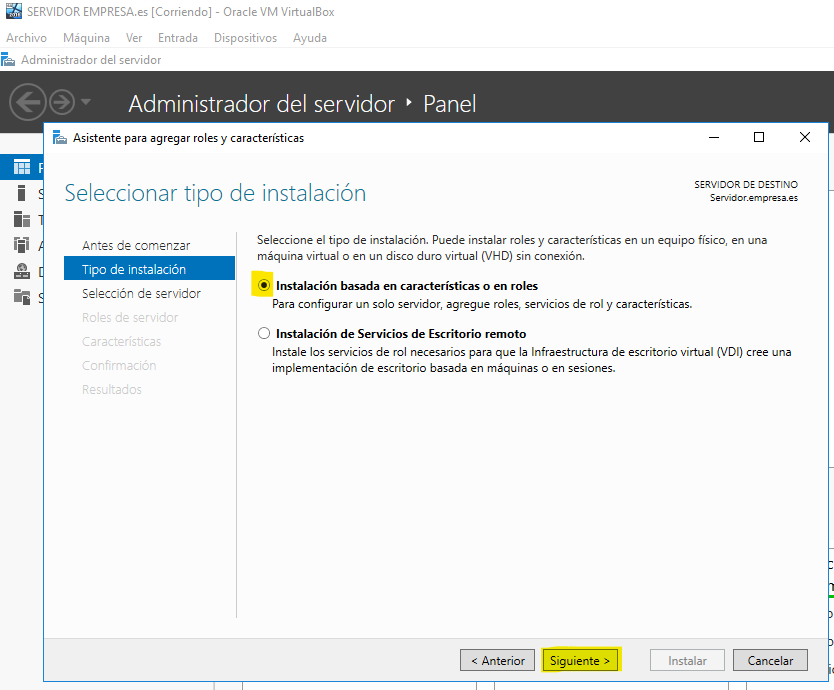 SERVIDOR EMPRESA.es [Corriendo] - Oracle VM VirtualBox
Archivo Máquina Ver Entrada Dispositivos Ayuda
Administrador del servidor
Administrador del servidor Panel
Asistente para agregar roles y características
Seleccionar tipo de instalación
SERVIDOR DE DESTINO
Servidor.empresa.es
Antes de comenzar
Tipo de instalación
Selección de servidor
Roles de servidor
Características
Confirmación
Resultados
Seleccione el tipo de instalación. Puede instalar roles y características en un equipo físico, en una
máquina virtual o en un disco duro virtual (VHD) sin conexión.
Instalación basada en características o en roles
Para configurar un solo servidor, agregue roles, servicios de rol y características.
Instalación de Servicios de Escritorio remoto
Instale los servicios de rol necesarios para que la Infraestructura de escritorio virtual (VDI) cree una
implementación de escritorio basada en máquinas o en sesiones.
< Anterior Siguiente > Instalar Cancelar